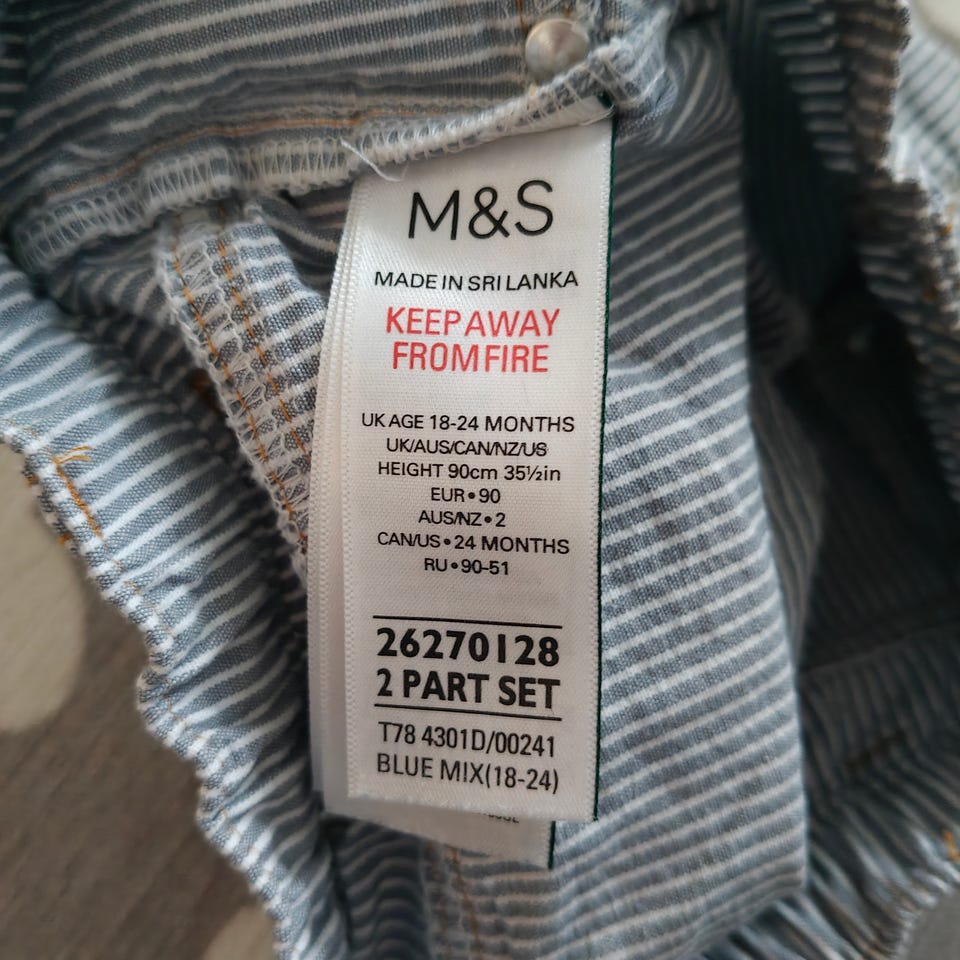 M&S
MADE IN SRI LANKA
KEEP AWAY
FROM FIRE
UK AGE 18-24 MONTHS
UK/AUS/CAN/NZ/US
HEIGHT 90cm 35½in
EUR•90
AUS/NZ•2
CAN/US•24 MONTHS
RU•90-51
26270128
2 PART SET
T78 4301D/00241
BLUE MIX(18-24)